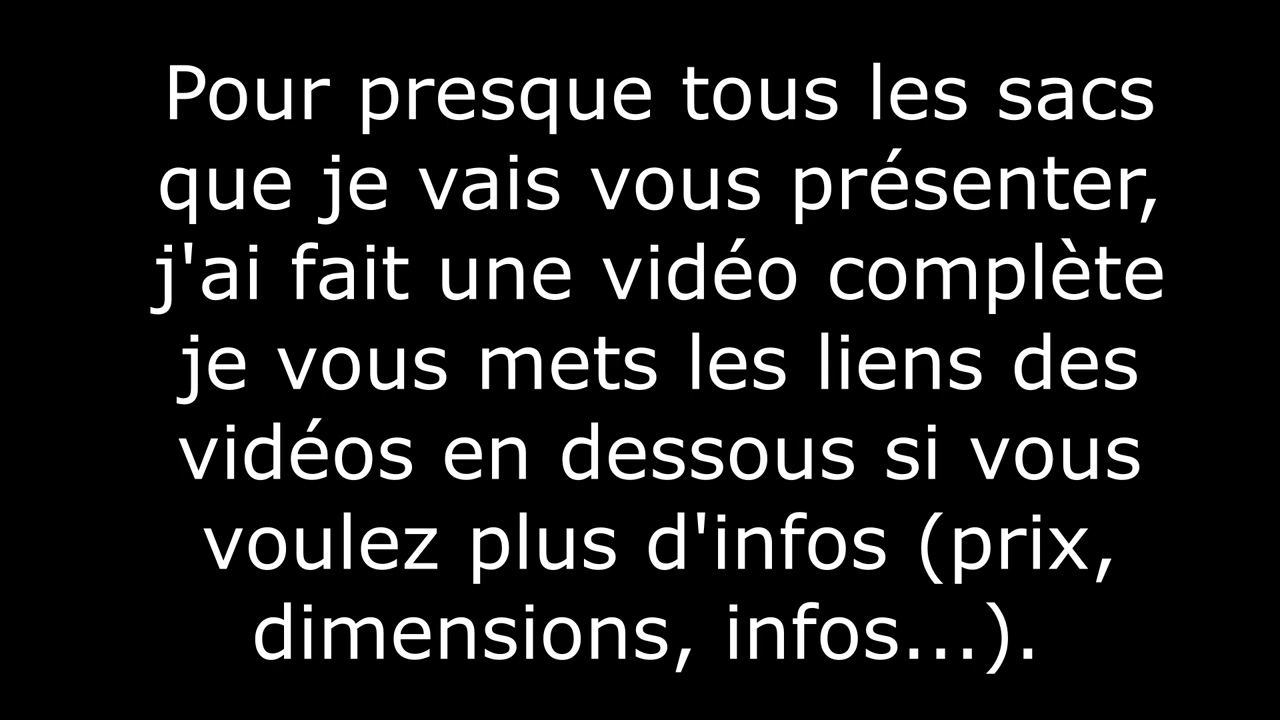 Pour presque tous les sacs
que je vais vous présenter,
j'ai fait une vidéo complète
je vous mets les liens des
vidéos en dessous si vous
voulez plus d'infos (prix,
dimensions, infos...).